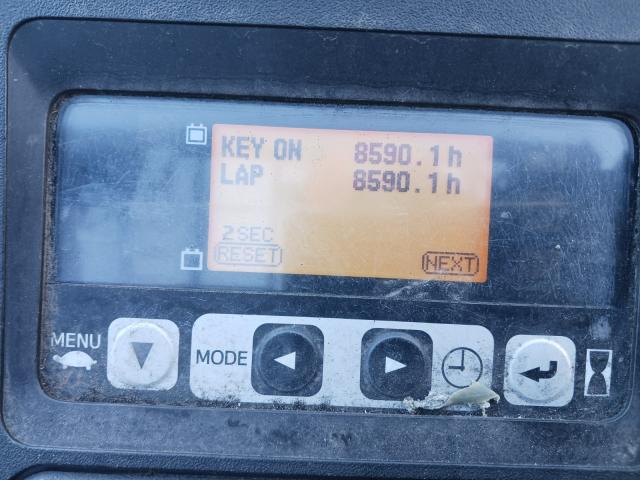 KEY ON 8590.1h
LAP 8590.1h
2SEC
RESET NEXT
MENU
MODE